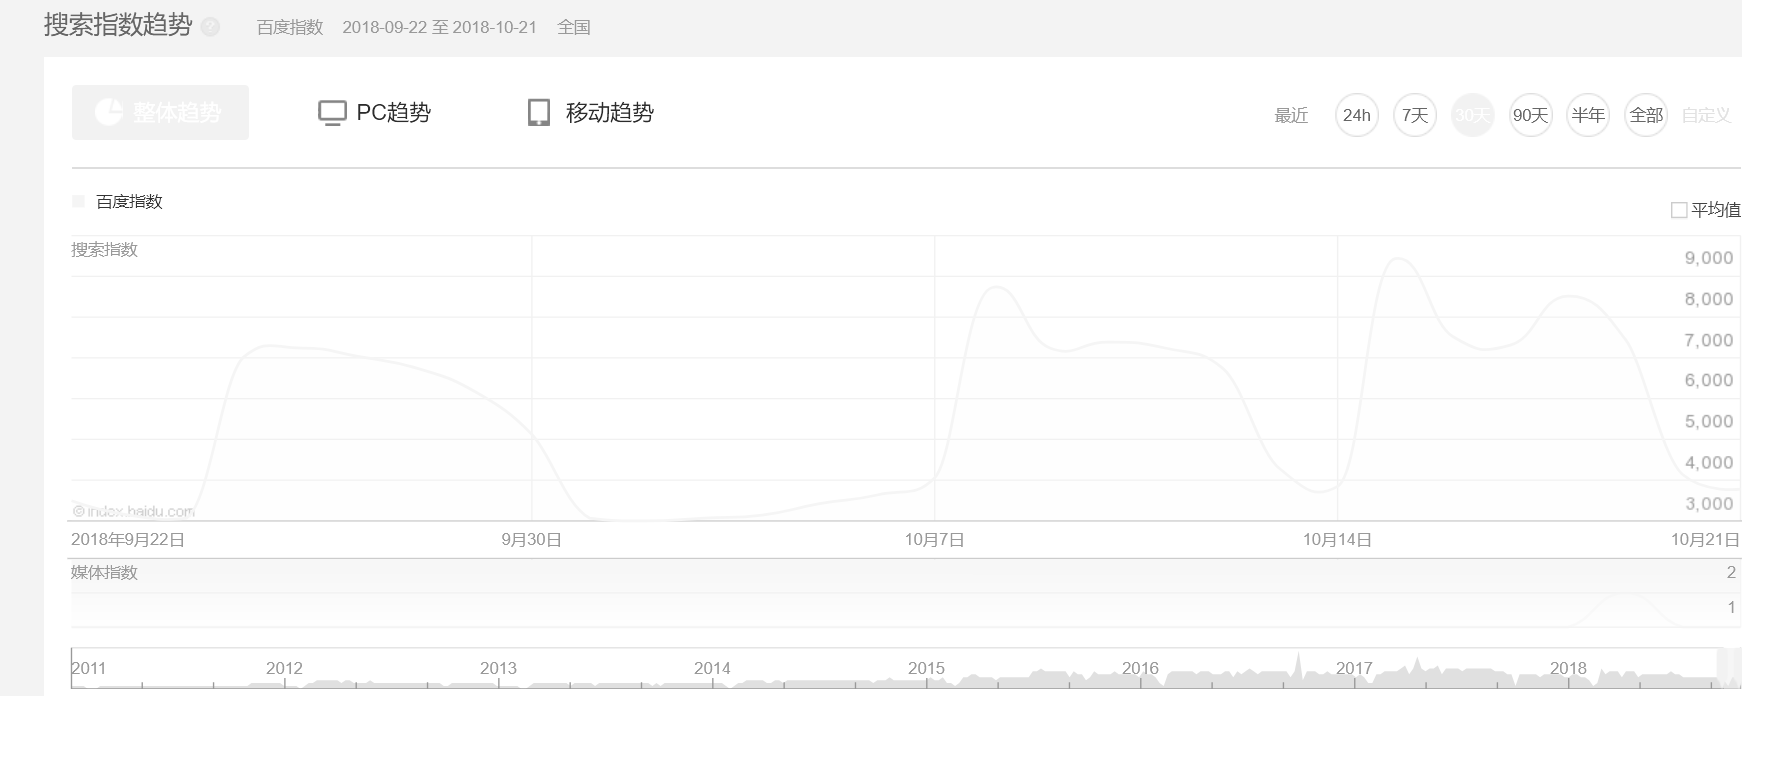 搜索指数趋势 ? 百度指数 2018-09-22 至 2018-10-21 全国
整体趋势 PC趋势 移动趋势 最近 24h 7天 30天 90天 半年 全部 自定义
百度指数 平均值
搜索指数
9,000
8,000
7,000
6,000
5,000
4,000
3,000
©index.baidu.com
2018年9月22日 9月30日 10月7日 10月14日 10月21日
媒体指数 2
1
2011 2012 2013 2014 2015 2016 2017 2018